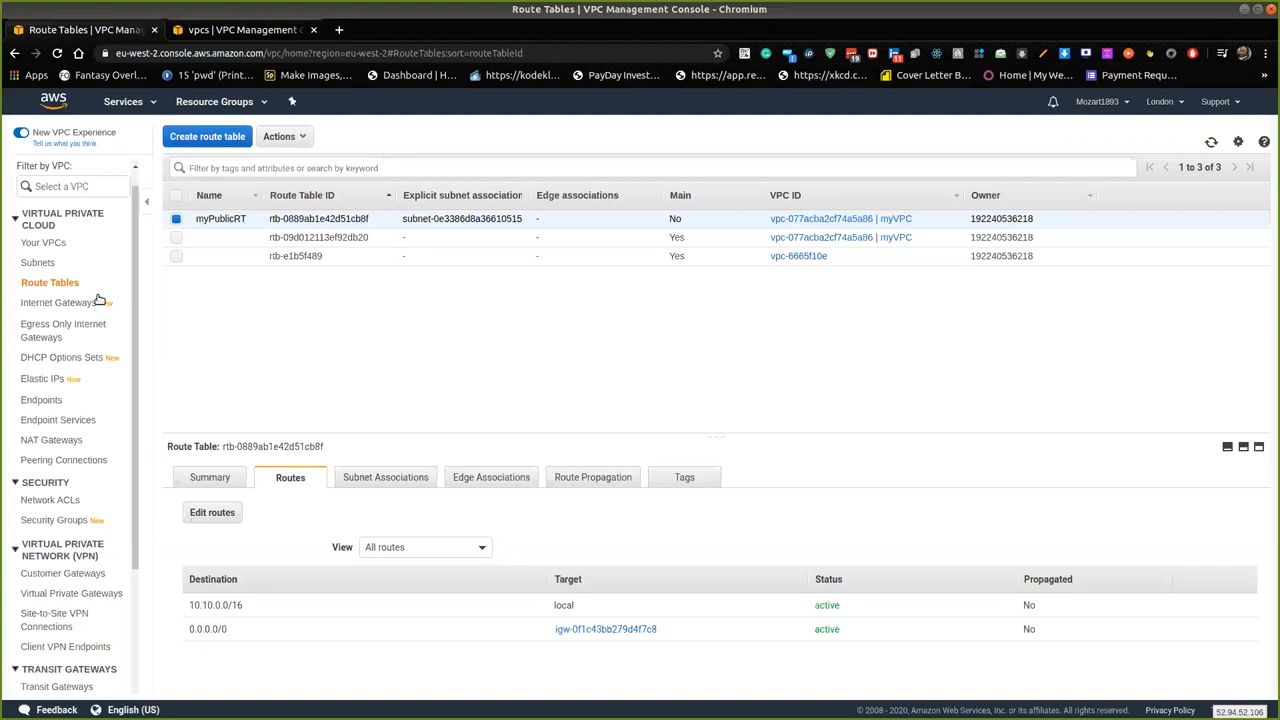 Route Tables | VPC Management Console - Chromium
Route Tables | VPC Mana
vpcs | VPC Management C
eu-west-2.console.aws.amazon.com/vpc/home?region=eu-west-2#RouteTables:sort=routeTableId
Apps
Fantasy Overl...
15 'pwd' (Print...
Make Images,...
Dashboard | H...
https://kodekl...
PayDay Invest...
https://app.re...
https://xkcd.c...
Cover Letter B...
Home | My We...
Payment Requ...
»
aws
Services
Resource Groups
Mozart1893
London
Support
New VPC Experience
Tell us what you think
Filter by VPC:
Select a VPC
VIRTUAL PRIVATE
CLOUD
Your VPCs
Subnets
Route Tables
Internet Gateways
Egress Only Internet
Gateways
DHCP Options Sets New
Elastic IPs New
Endpoints
Endpoint Services
NAT Gateways
Peering Connections
SECURITY
Network ACLs
Security Groups New
VIRTUAL PRIVATE
NETWORK (VPN)
Customer Gateways
Virtual Private Gateways
Site-to-Site VPN
Connections
Client VPN Endpoints
TRANSIT GATEWAYS
Transit Gateways
Create route table
Actions
Filter by tags and attributes or search by keyword
1 to 3 of 3
Name Route Table ID Explicit subnet association Edge associations Main VPC ID Owner
myPublicRT rtb-0889ab1e42d51cb8f subnet-0e3386d8a36610515 - No vpc-077acba2cf74a5a86 | myVPC 192240536218
rtb-09d012113ef92db20 - - Yes vpc-077acba2cf74a5a86 | myVPC 192240536218
rtb-e1b5f489 - - Yes vpc-6665f10e 192240536218
Route Table: rtb-0889ab1e42d51cb8f
Summary
Routes
Subnet Associations
Edge Associations
Route Propagation
Tags
Edit routes
View All routes
Destination Target Status Propagated
10.10.0.0/16 local active No
0.0.0.0/0 igw-0f1c43bb279d4f7c8 active No
Feedback
English (US)
© 2008 - 2020, Amazon Web Services, Inc. or its affiliates. All rights reserved.
Privacy Policy
52.94.52.106